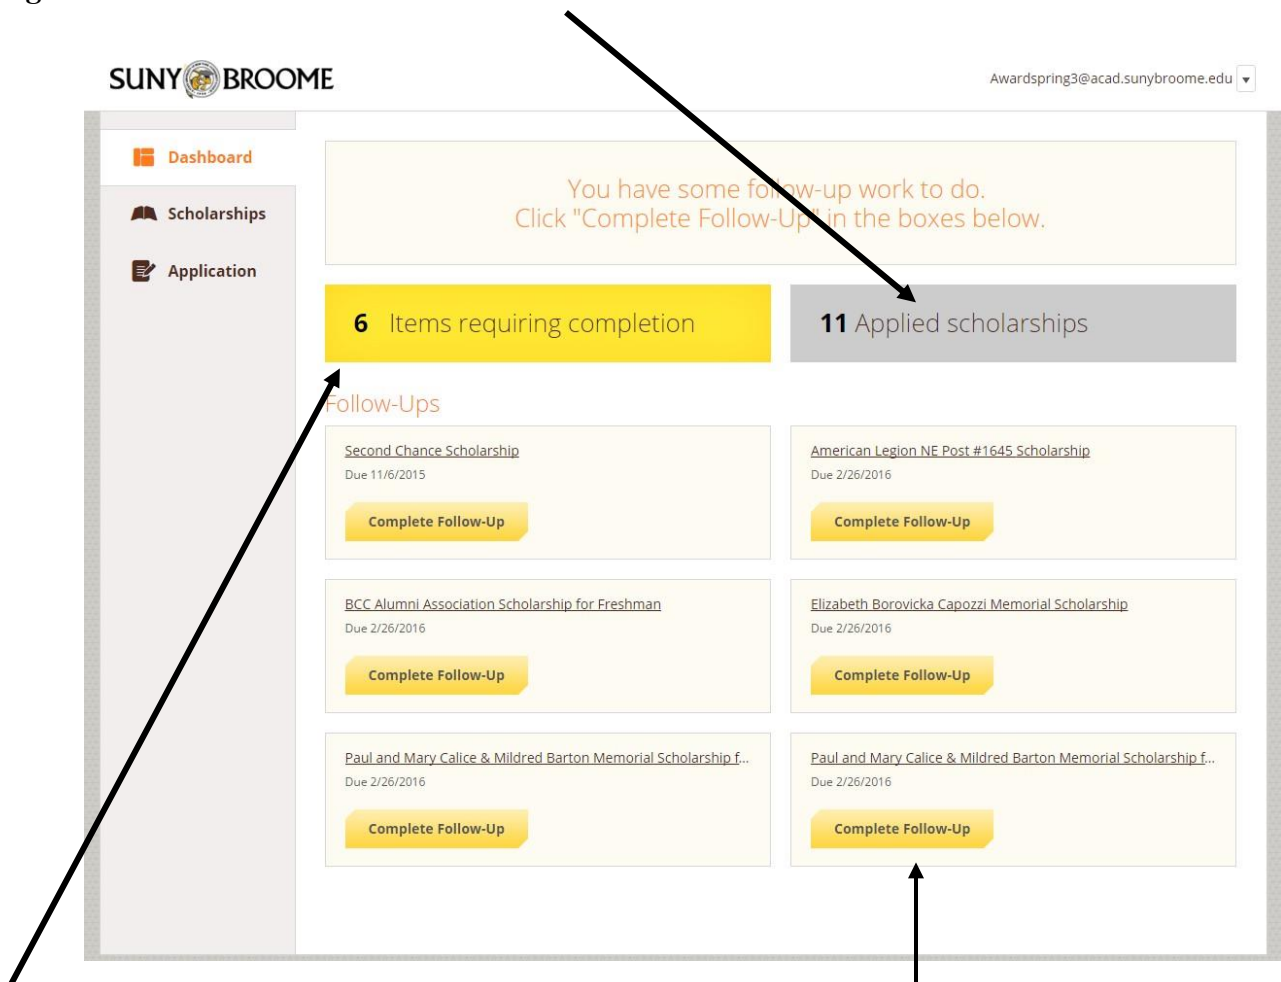 g
SUNY BROOME
Awardspring3@acad.sunybroome.edu
Dashboard
Scholarships
Application
You have some follow-up work to do.
Click "Complete Follow-Up" in the boxes below.
6 Items requiring completion
11 Applied scholarships
Follow-Ups
Second Chance Scholarship
Due 11/6/2015
Complete Follow-Up
American Legion NE Post #1645 Scholarship
Due 2/26/2016
Complete Follow-Up
BCC Alumni Association Scholarship for Freshman
Due 2/26/2016
Complete Follow-Up
Elizabeth Borovicka Capozzi Memorial Scholarship
Due 2/26/2016
Complete Follow-Up
Paul and Mary Calice & Mildred Barton Memorial Scholarship f...
Due 2/26/2016
Complete Follow-Up
Paul and Mary Calice & Mildred Barton Memorial Scholarship f...
Due 2/26/2016
Complete Follow-Up